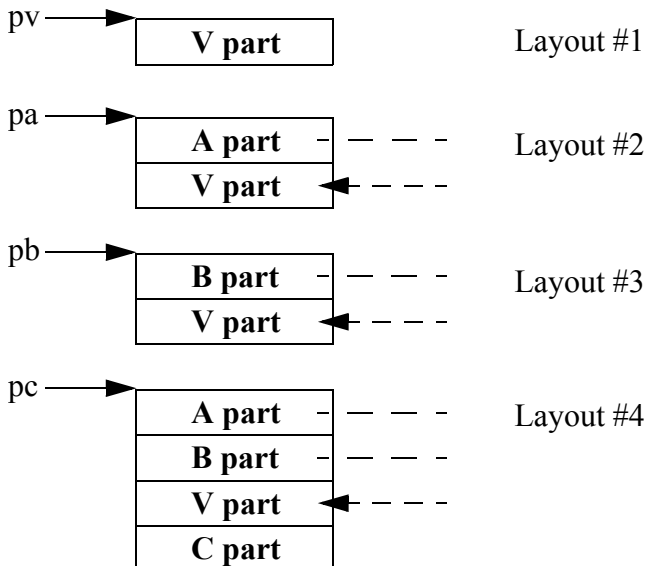 pv
V part
Layout #1
pa
A part
Layout #2
V part
pb
B part
Layout #3
V part
pc
A part
Layout #4
B part
V part
C part